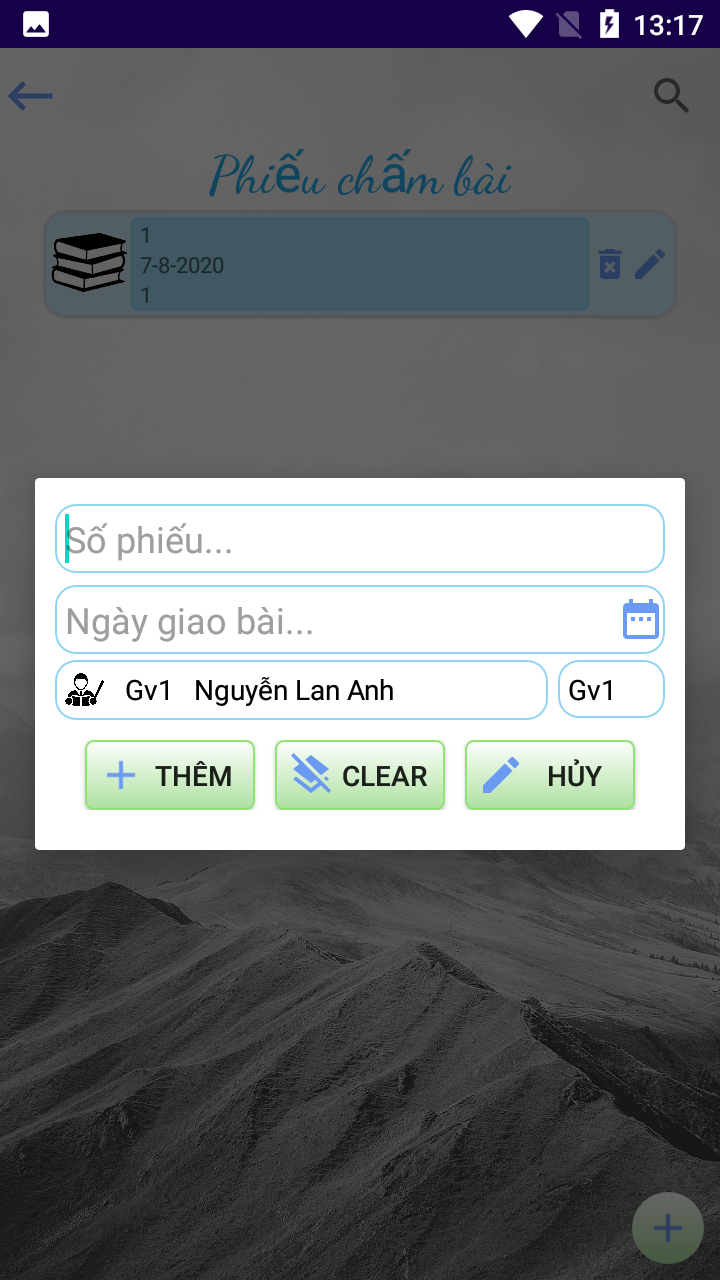 13:17
Phiếu chấm bài
1
7-8-2020
1
Số phiếu...
Ngày giao bài...
Gv1 Nguyễn Lan Anh Gv1
THÊM CLEAR HỦY